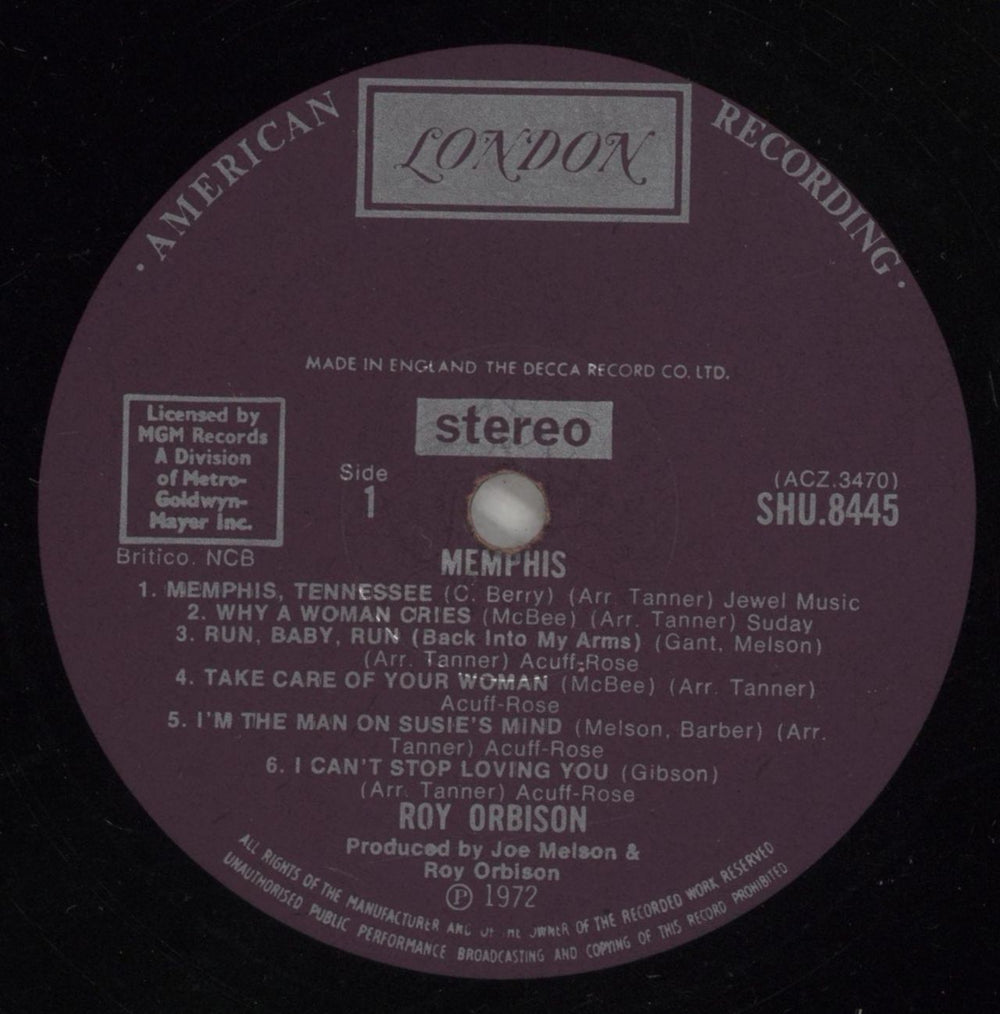 · AMERICAN RECORDING ·
LONDON
MADE IN ENGLAND THE DECCA RECORD CO. LTD.
stereo
Licensed by
MGM Records
A Division
of Metro-
Goldwyn-
Mayer Inc.
Britico. NCB
Side
1
(ACZ.3470)
SHU.8445
MEMPHIS
1. MEMPHIS, TENNESSEE (C. Berry) (Arr. Tanner) Jewel Music
2. WHY A WOMAN CRIES (McBee) (Arr. Tanner) Suday
3. RUN, BABY, RUN (Back Into My Arms) (Gant, Melson)
(Arr. Tanner) Acuff-Rose
4. TAKE CARE OF YOUR WOMAN (McBee) (Arr. Tanner)
Acuff-Rose
5. I'M THE MAN ON SUSIE'S MIND (Melson, Barber) (Arr.
Tanner) Acuff-Rose
6. I CAN'T STOP LOVING YOU (Gibson)
(Arr. Tanner) Acuff-Rose
ROY ORBISON
Produced by Joe Melson &
Roy Orbison
Ⓟ 1972
ALL RIGHTS OF THE MANUFACTURER AND OF THE OWNER OF THE RECORDED WORK RESERVED
UNAUTHORISED PUBLIC PERFORMANCE BROADCASTING AND COPYING OF THIS RECORD PROHIBITED